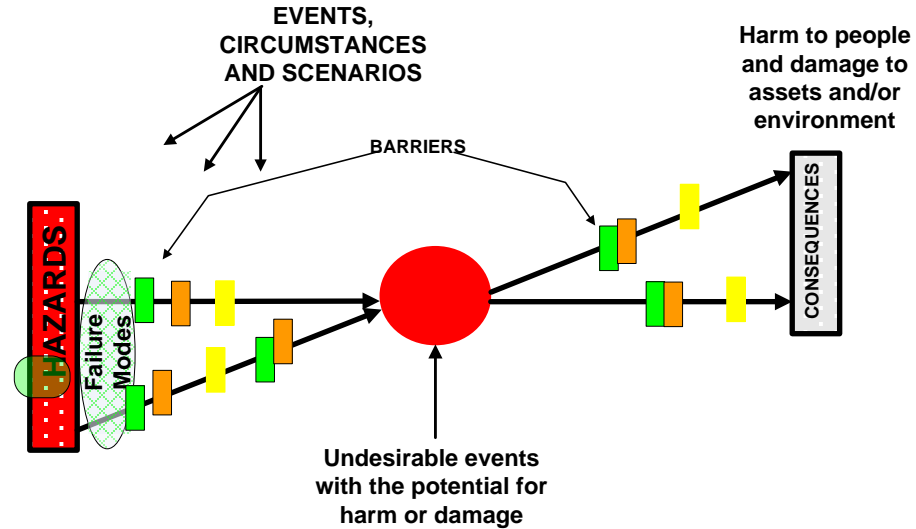 EVENTS,
CIRCUMSTANCES
AND SCENARIOS
Harm to people
and damage to
assets and/or
environment
BARRIERS
HAZARDS
Failure
Modes
CONSEQUENCES
Undesirable events
with the potential for
harm or damage